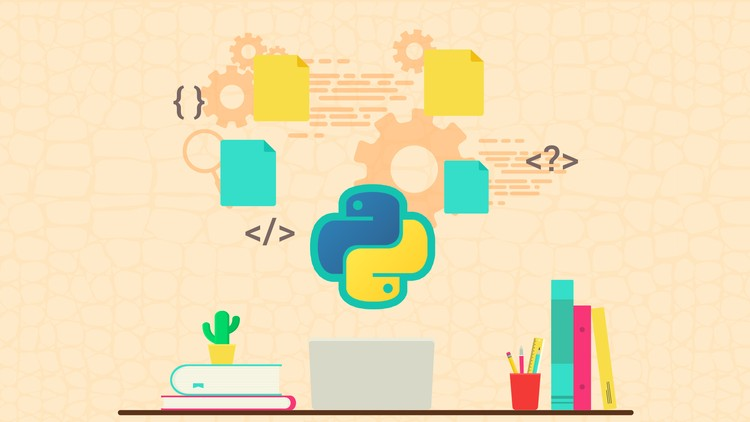 { }
<?>
</>